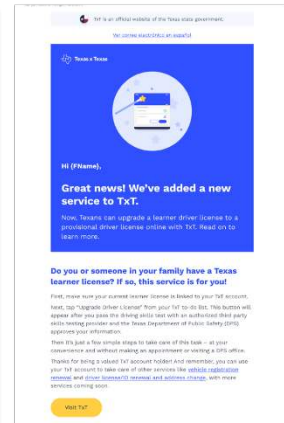 TxT is an official website of the Texas state government.
Ver correo electrónico en español
Texas x Texas
Hi {FName},
Great news! We've added a new
service to TxT.
Now, Texans can upgrade a learner driver license to a
provisional driver license online with TxT. Read on to
learn more.
Do you or someone in your family have a Texas
learner license? If so, this service is for you!
First, make sure your current learner license is linked to your TxT account.
Next, tap "Upgrade Driver License" from your TxT to-do list. This button will
appear after you pass the driving skills test with an authorized third party
skills testing provider and the Texas Department of Public Safety (DPS)
approves your information.
Then it's just a few simple steps to take care of this task – at your
convenience and without making an appointment or visiting a DPS office.
Thanks for being a valued TxT account holder! And remember, you can use
your TxT account to take care of other services like vehicle registration
renewal and driver license/ID renewal and address change, with more
services coming soon.
Visit TxT